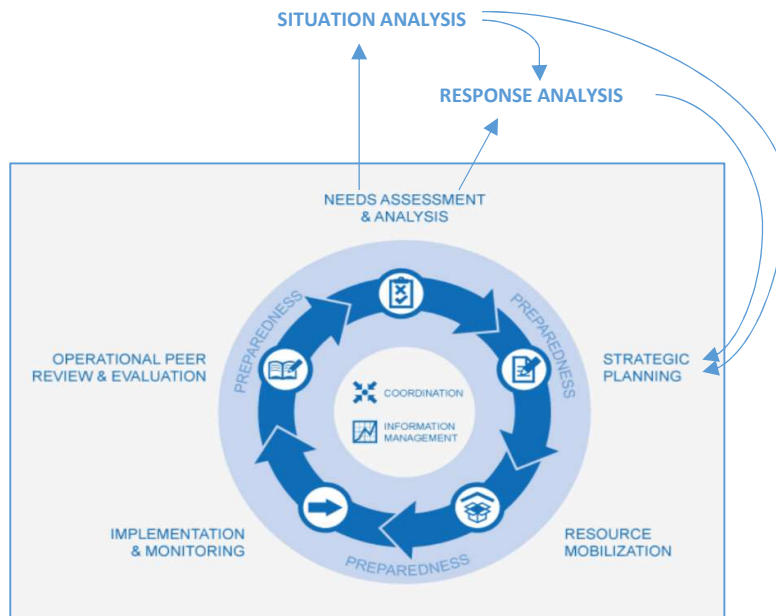 SITUATION ANALYSIS
RESPONSE ANALYSIS
NEEDS ASSESSMENT
& ANALYSIS
PREPAREDNESS
PREPAREDNESS
OPERATIONAL PEER
REVIEW & EVALUATION
STRATEGIC
PLANNING
COORDINATION
INFORMATION
MANAGEMENT
IMPLEMENTATION
& MONITORING
RESOURCE
MOBILIZATION
PREPAREDNESS